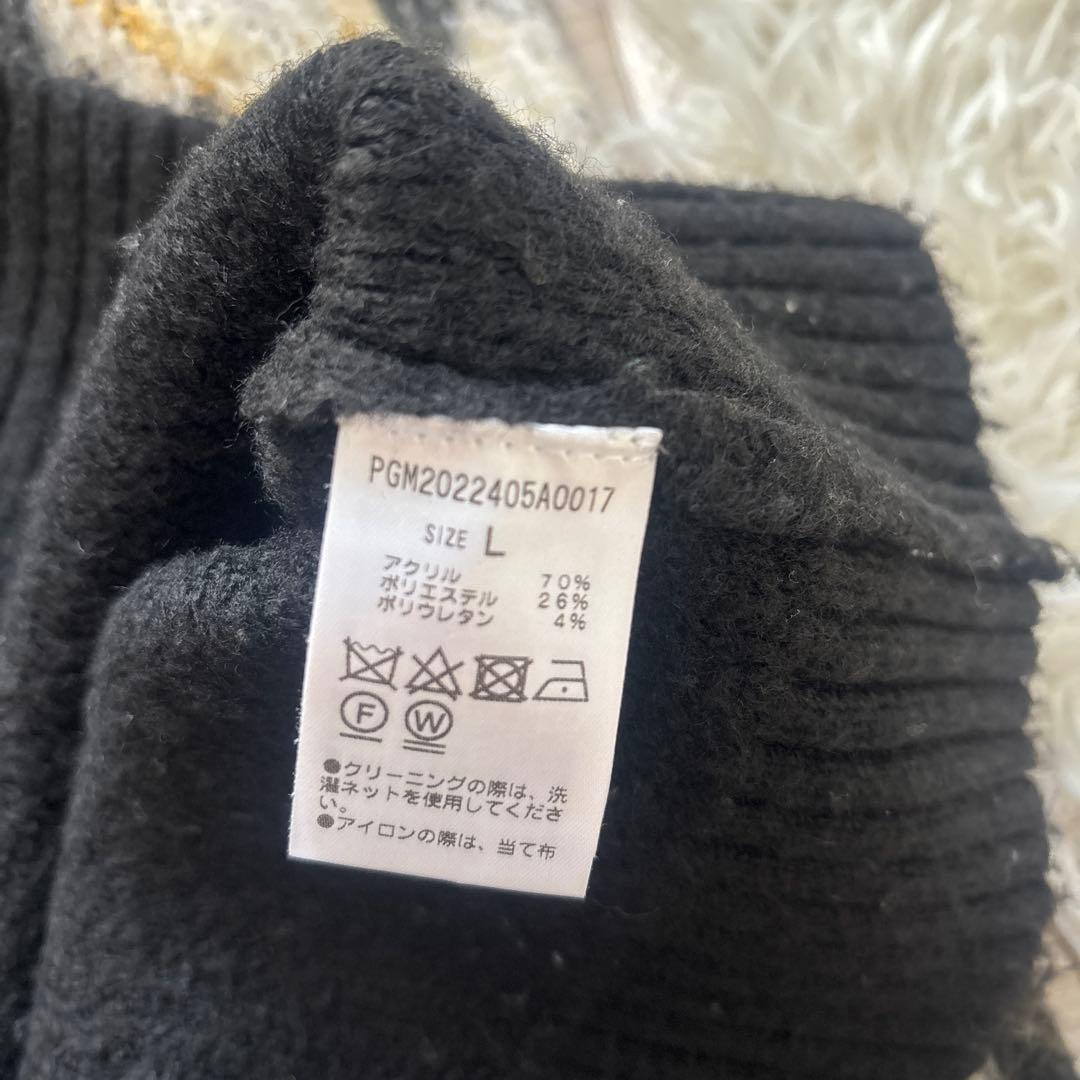 PGM2022405A0017
SIZE L
アクリル 70%
ポリエステル 26%
ポリウレタン 4%
F W
●クリーニングの際は、洗
濯ネットを使用してくださ
い。
●アイロンの際は、当て布